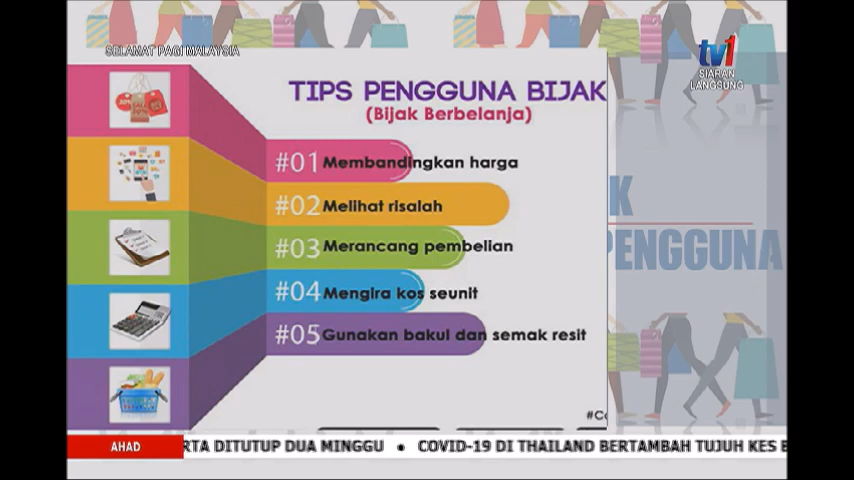 SELAMAT PAGI MALAYSIA
tv1
SIARAN
LANGSUNG
TIPS PENGGUNA BIJAK
(Bijak Berbelanja)
#01 Membandingkan harga
#02 Melihat risalah
#03 Merancang pembelian
#04 Mengira kos seunit
#05 Gunakan bakul dan semak resit
PENGGUNA
AHAD
DITUTUP DUA MINGGU • COVID-19 DI THAILAND BERTAMBAH TUJUH KES